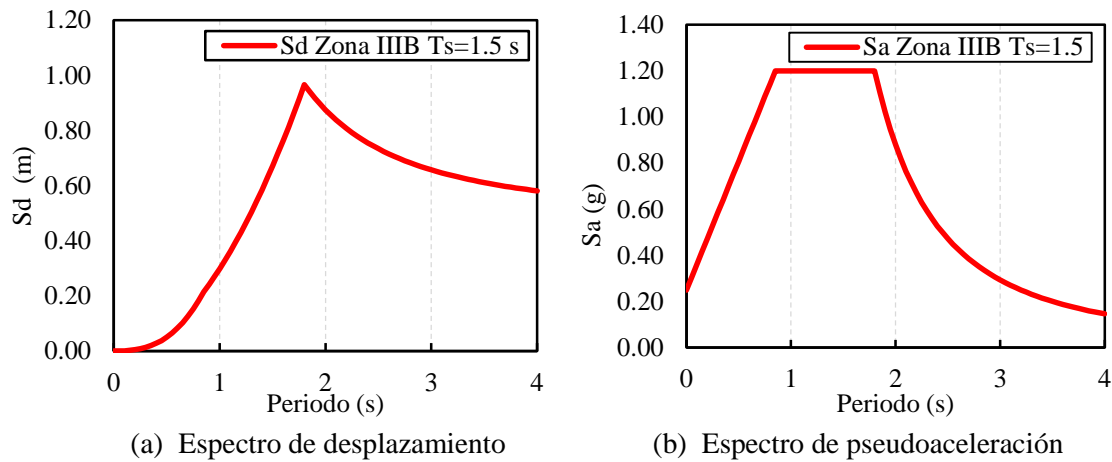 1.20
1.00
0.80
0.60
0.40
0.20
0.00
Sd (m)
Sd Zona IIIB Ts=1.5 s
0 1 2 3 4
Periodo (s)
(a) Espectro de desplazamiento
1.40
1.20
1.00
0.80
0.60
0.40
0.20
0.00
Sa (g)
Sa Zona IIIB Ts=1.5
0 1 2 3 4
Periodo (s)
(b) Espectro de pseudoaceleración